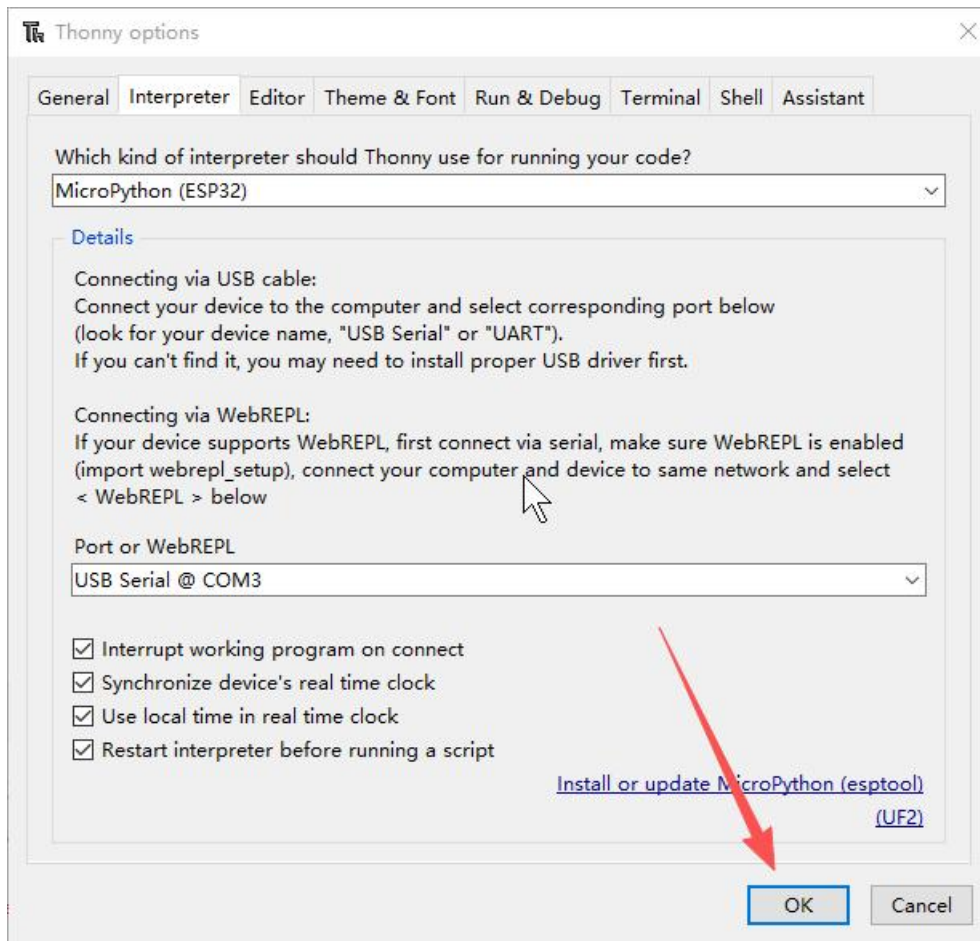 Thonny options
General Interpreter Editor Theme & Font Run & Debug Terminal Shell Assistant
Which kind of interpreter should Thonny use for running your code?
MicroPython (ESP32)
Details
Connecting via USB cable:
Connect your device to the computer and select corresponding port below
(look for your device name, "USB Serial" or "UART").
If you can't find it, you may need to install proper USB driver first.
Connecting via WebREPL:
If your device supports WebREPL, first connect via serial, make sure WebREPL is enabled
(import webrepl_setup), connect your computer and device to same network and select
< WebREPL > below
Port or WebREPL
USB Serial @ COM3
Interrupt working program on connect
Synchronize device's real time clock
Use local time in real time clock
Restart interpreter before running a script
Install or update MicroPython (esptool)
(UF2)
OK Cancel